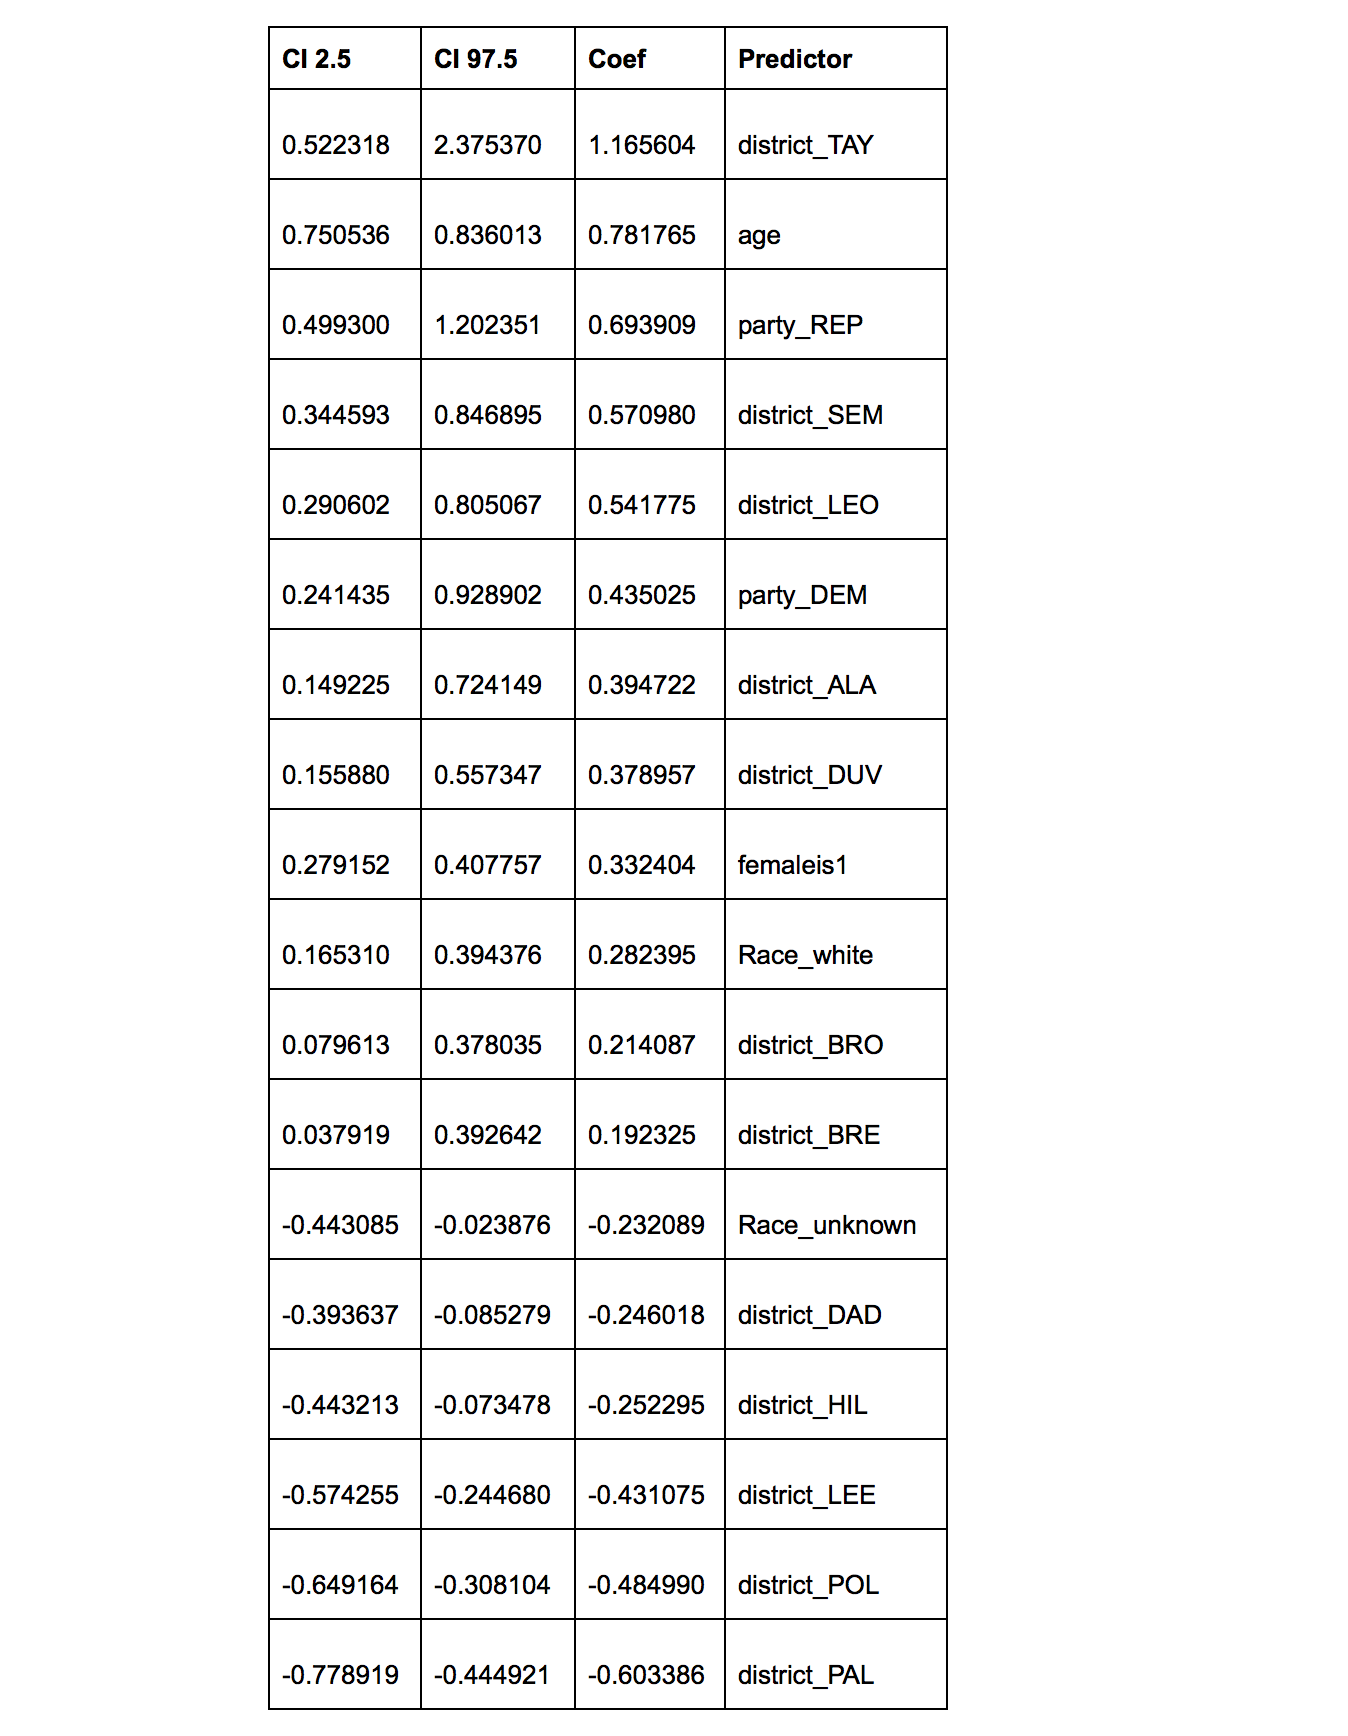 CI 2.5 CI 97.5 Coef Predictor
0.522318 2.375370 1.165604 district_TAY
0.750536 0.836013 0.781765 age
0.499300 1.202351 0.693909 party_REP
0.344593 0.846895 0.570980 district_SEM
0.290602 0.805067 0.541775 district_LEO
0.241435 0.928902 0.435025 party_DEM
0.149225 0.724149 0.394722 district_ALA
0.155880 0.557347 0.378957 district_DUV
0.279152 0.407757 0.332404 femaleis1
0.165310 0.394376 0.282395 Race_white
0.079613 0.378035 0.214087 district_BRO
0.037919 0.392642 0.192325 district_BRE
-0.443085 -0.023876 -0.232089 Race_unknown
-0.393637 -0.085279 -0.246018 district_DAD
-0.443213 -0.073478 -0.252295 district_HIL
-0.574255 -0.244680 -0.431075 district_LEE
-0.649164 -0.308104 -0.484990 district_POL
-0.778919 -0.444921 -0.603386 district_PAL